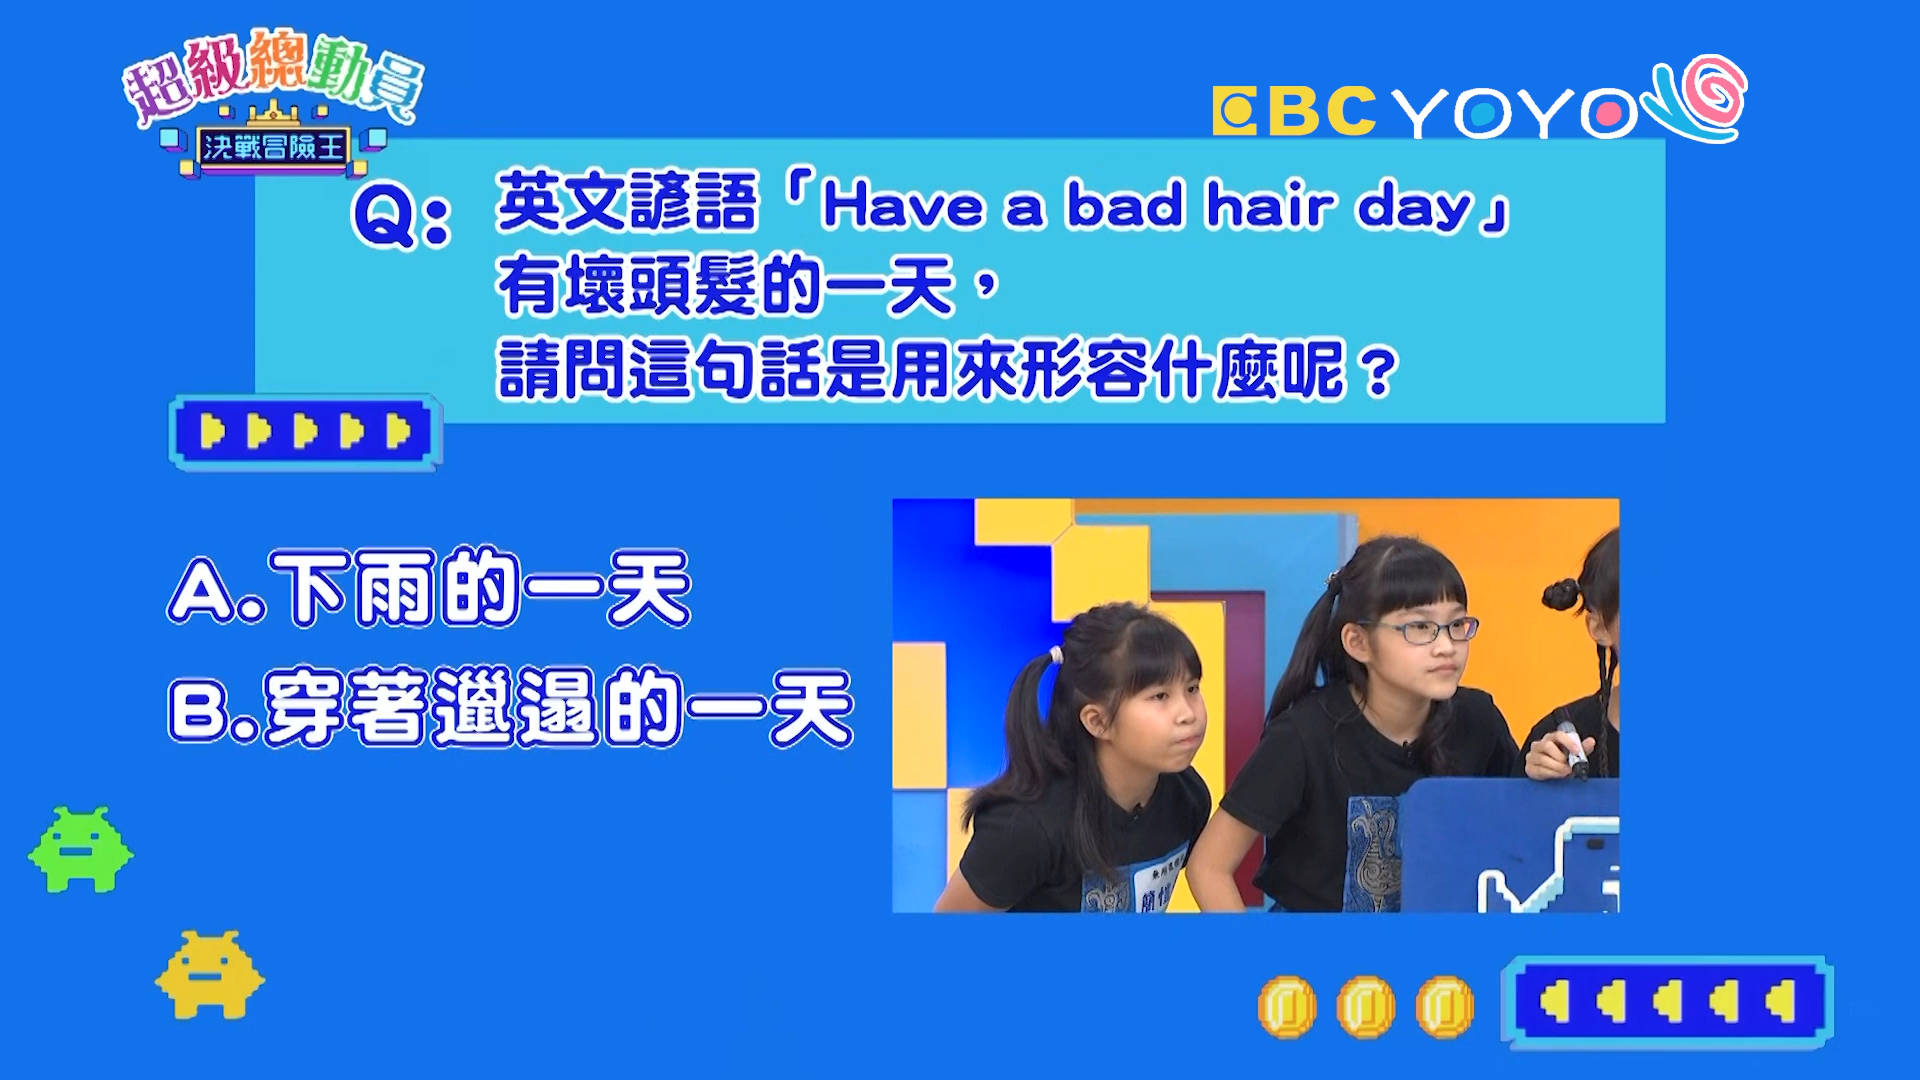 超級總動員
決戰冒險王
EBC YOYO
Q: 英文諺語「Have a bad hair day」
有壞頭髮的一天，
請問這句話是用來形容什麼呢？
A.下雨的一天
B.穿著邋遢的一天